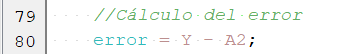 79 //Cálculo del error
80 error = Y - A2;